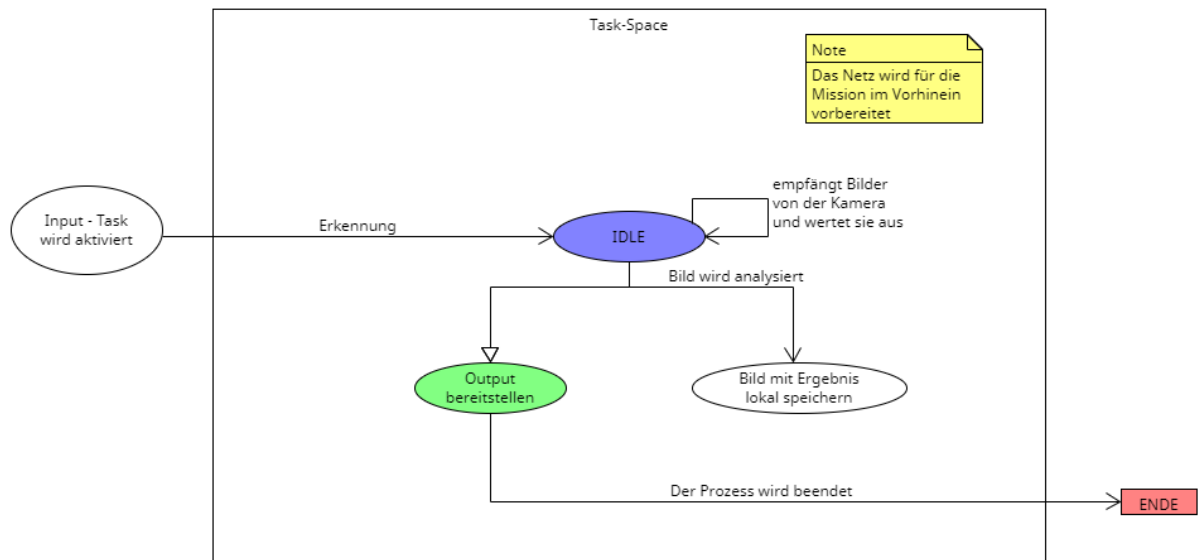 Task-Space
Note
Das Netz wird für die
Mission im Vorhinein
vorbereitet
Input - Task
wird aktiviert
Erkennung
IDLE
empfängt Bilder
von der Kamera
und wertet sie aus
Bild wird analysiert
Output
bereitstellen
Bild mit Ergebnis
lokal speichern
Der Prozess wird beendet
ENDE